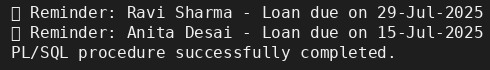 Reminder: Ravi Sharma - Loan due on 29-Jul-2025
Reminder: Anita Desai - Loan due on 15-Jul-2025
PL/SQL procedure successfully completed.